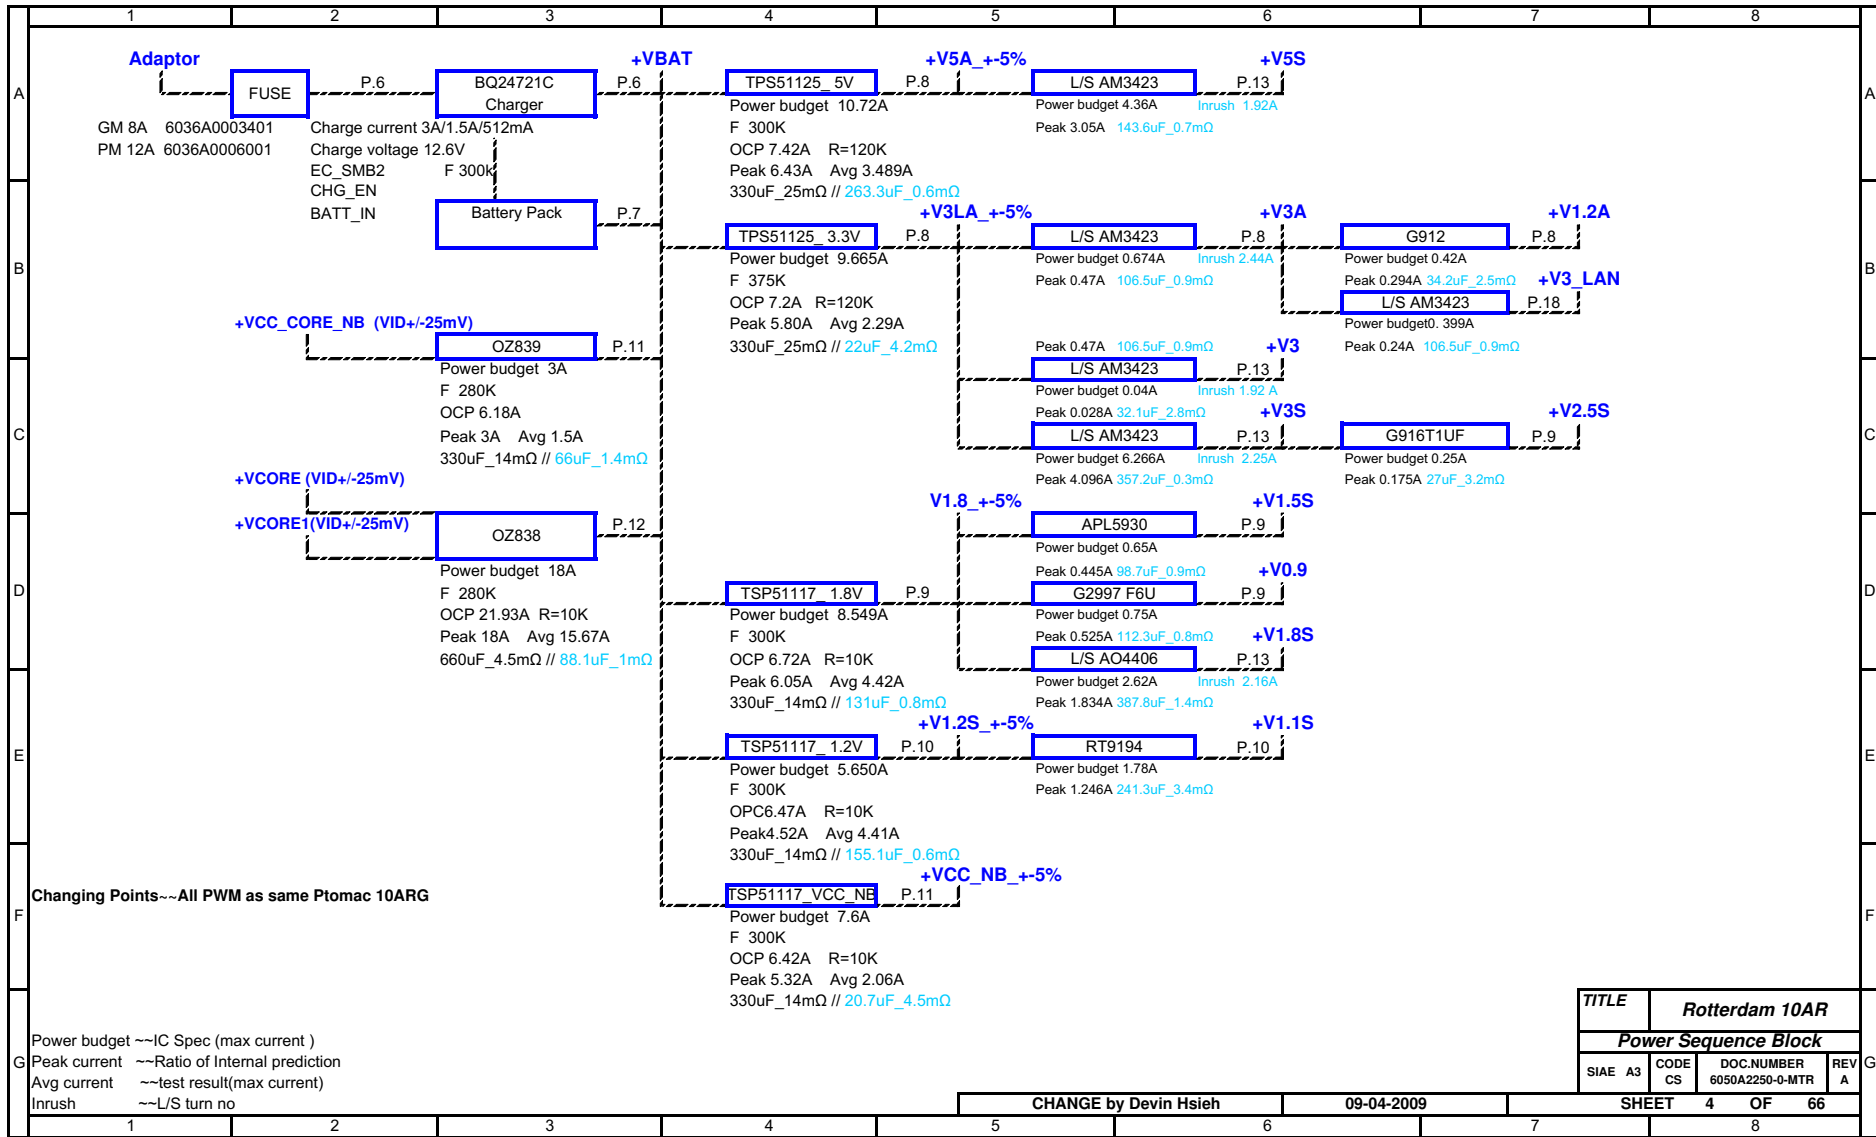 1 2 3 4 5 6 7 8
A A
B B
C C
D D
E E
F F
G G
Adaptor
FUSE
P.6
BQ24721C
Charger
P.6
+VBAT
GM 8A 6036A0003401
PM 12A 6036A0006001
Charge current 3A/1.5A/512mA
Charge voltage 12.6V
EC_SMB2 F 300k
CHG_EN
BATT_IN
Battery Pack
P.7
+VCC_CORE_NB (VID+/-25mV)
OZ839
P.11
Power budget 3A
F 280K
OCP 6.18A
Peak 3A Avg 1.5A
330uF_14mΩ // 66uF_1.4mΩ
+VCORE (VID+/-25mV)
+VCORE1(VID+/-25mV)
OZ838
P.12
Power budget 18A
F 280K
OCP 21.93A R=10K
Peak 18A Avg 15.67A
660uF_4.5mΩ // 88.1uF_1mΩ
TPS51125_ 5V
P.8
+V5A_+-5%
Power budget 10.72A
F 300K
OCP 7.42A R=120K
Peak 6.43A Avg 3.489A
330uF_25mΩ // 263.3uF_0.6mΩ
L/S AM3423
P.13
+V5S
Power budget 4.36A Inrush 1.92A
Peak 3.05A 143.6uF_0.7mΩ
TPS51125_ 3.3V
P.8
+V3LA_+-5%
Power budget 9.665A
F 375K
OCP 7.2A R=120K
Peak 5.80A Avg 2.29A
330uF_25mΩ // 22uF_4.2mΩ
L/S AM3423
P.8
+V3A
Power budget 0.674A Inrush 2.44A
Peak 0.47A 106.5uF_0.9mΩ
G912
P.8
+V1.2A
Power budget 0.42A
Peak 0.294A 34.2uF_2.5mΩ
+V3_LAN
L/S AM3423
P.18
Power budget0. 399A
Peak 0.24A 106.5uF_0.9mΩ
Peak 0.47A 106.5uF_0.9mΩ
+V3
L/S AM3423
P.13
Power budget 0.04A Inrush 1.92 A
Peak 0.028A 32.1uF_2.8mΩ
+V3S
L/S AM3423
P.13
Power budget 6.266A Inrush 2.25A
Peak 4.096A 357.2uF_0.3mΩ
G916T1UF
P.9
+V2.5S
Power budget 0.25A
Peak 0.175A 27uF_3.2mΩ
V1.8_+-5%
APL5930
P.9
+V1.5S
Power budget 0.65A
Peak 0.445A 98.7uF_0.9mΩ
TSP51117_ 1.8V
P.9
Power budget 8.549A
F 300K
OCP 6.72A R=10K
Peak 6.05A Avg 4.42A
330uF_14mΩ // 131uF_0.8mΩ
+V0.9
G2997 F6U
P.9
Power budget 0.75A
Peak 0.525A 112.3uF_0.8mΩ
+V1.8S
L/S AO4406
P.13
Power budget 2.62A Inrush 2.16A
Peak 1.834A 387.8uF_1.4mΩ
+V1.2S_+-5%
TSP51117_ 1.2V
P.10
Power budget 5.650A
F 300K
OPC6.47A R=10K
Peak4.52A Avg 4.41A
330uF_14mΩ // 155.1uF_0.6mΩ
+V1.1S
RT9194
P.10
Power budget 1.78A
Peak 1.246A 241.3uF_3.4mΩ
+VCC_NB_+-5%
TSP51117_VCC_NB
P.11
Power budget 7.6A
F 300K
OCP 6.42A R=10K
Peak 5.32A Avg 2.06A
330uF_14mΩ // 20.7uF_4.5mΩ
Changing Points~~All PWM as same Ptomac 10ARG
Power budget ~~IC Spec (max current )
Peak current ~~Ratio of Internal prediction
Avg current ~~test result(max current)
Inrush ~~L/S turn no
TITLE
Rotterdam 10AR
Power Sequence Block
SIAE A3
CODE
CS
DOC.NUMBER
6050A2250-0-MTR
REV
A
CHANGE by Devin Hsieh
09-04-2009
SHEET 4 OF 66
1 2 3 4 5 6 7 8